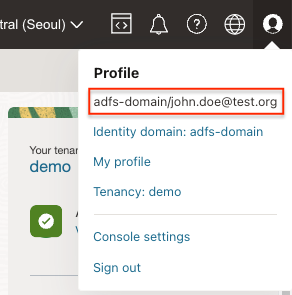 ntral (Seoul)
Profile
adfs-domain/john.doe@test.org
Identity domain: adfs-domain
My profile
Tenancy: demo
Console settings
Sign out
Your tenan
demo
A